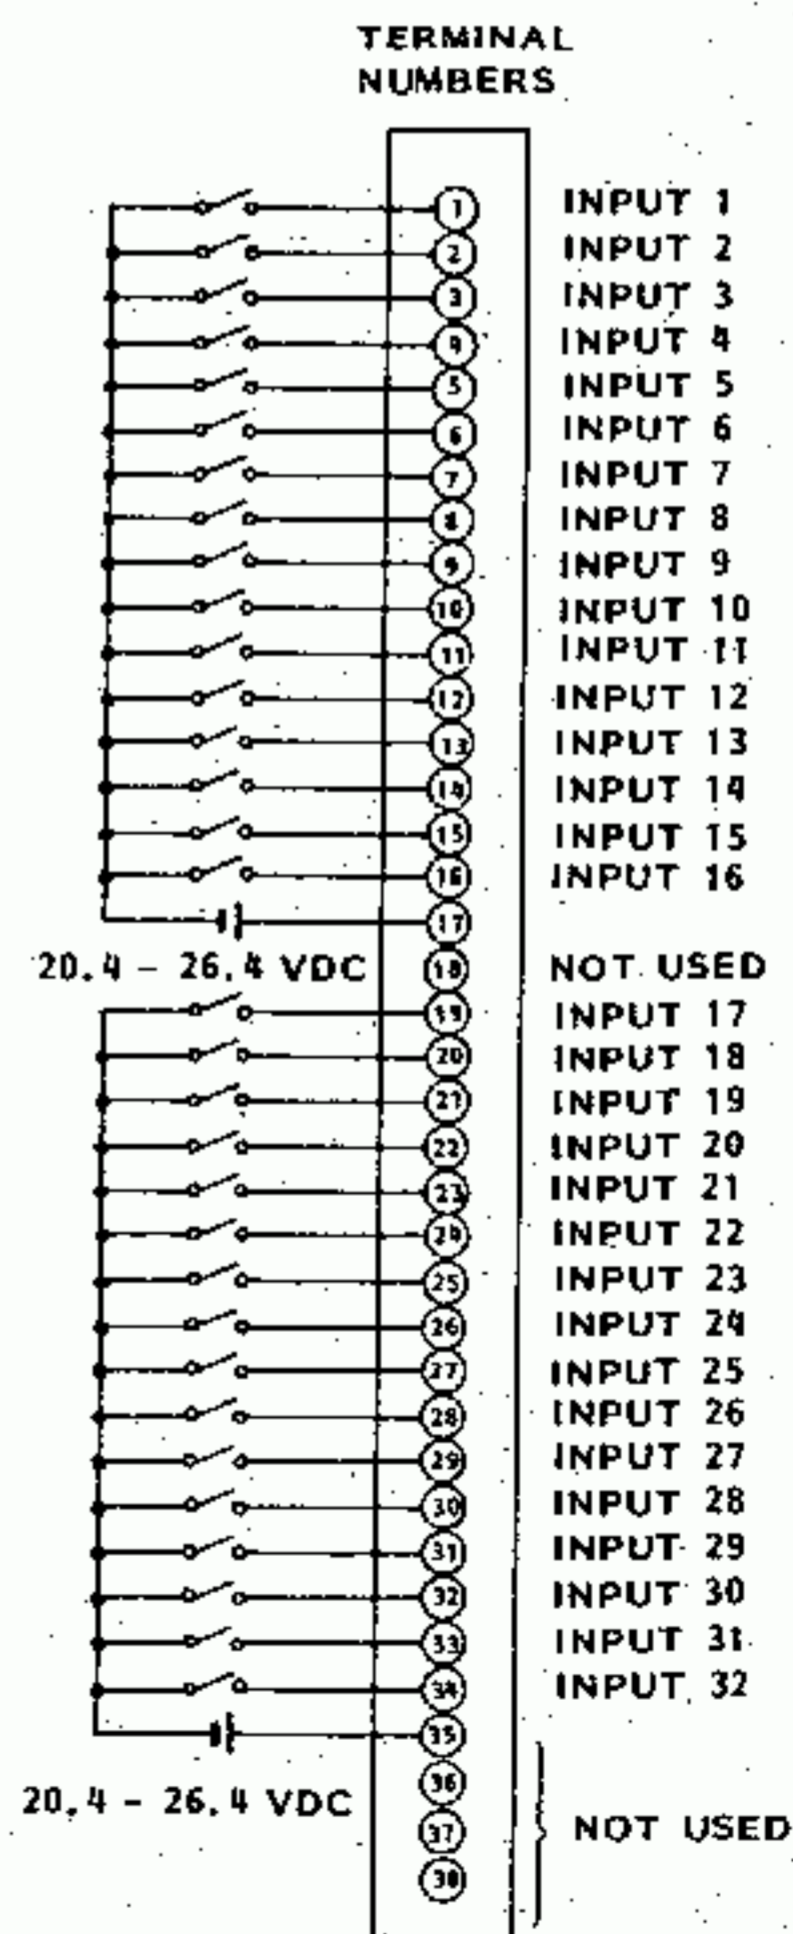 TERMINAL
NUMBERS
1 INPUT 1
2 INPUT 2
3 INPUT 3
4 INPUT 4
5 INPUT 5
6 INPUT 6
7 INPUT 7
8 INPUT 8
9 INPUT 9
10 INPUT 10
11 INPUT 11
12 INPUT 12
13 INPUT 13
14 INPUT 14
15 INPUT 15
16 INPUT 16
17
20.4 - 26.4 VDC 18 NOT USED
19 INPUT 17
20 INPUT 18
21 INPUT 19
22 INPUT 20
23 INPUT 21
24 INPUT 22
25 INPUT 23
26 INPUT 24
27 INPUT 25
28 INPUT 26
29 INPUT 27
30 INPUT 28
31 INPUT 29
32 INPUT 30
33 INPUT 31
34 INPUT 32
35
36
20.4 - 26.4 VDC
37 NOT USED
38